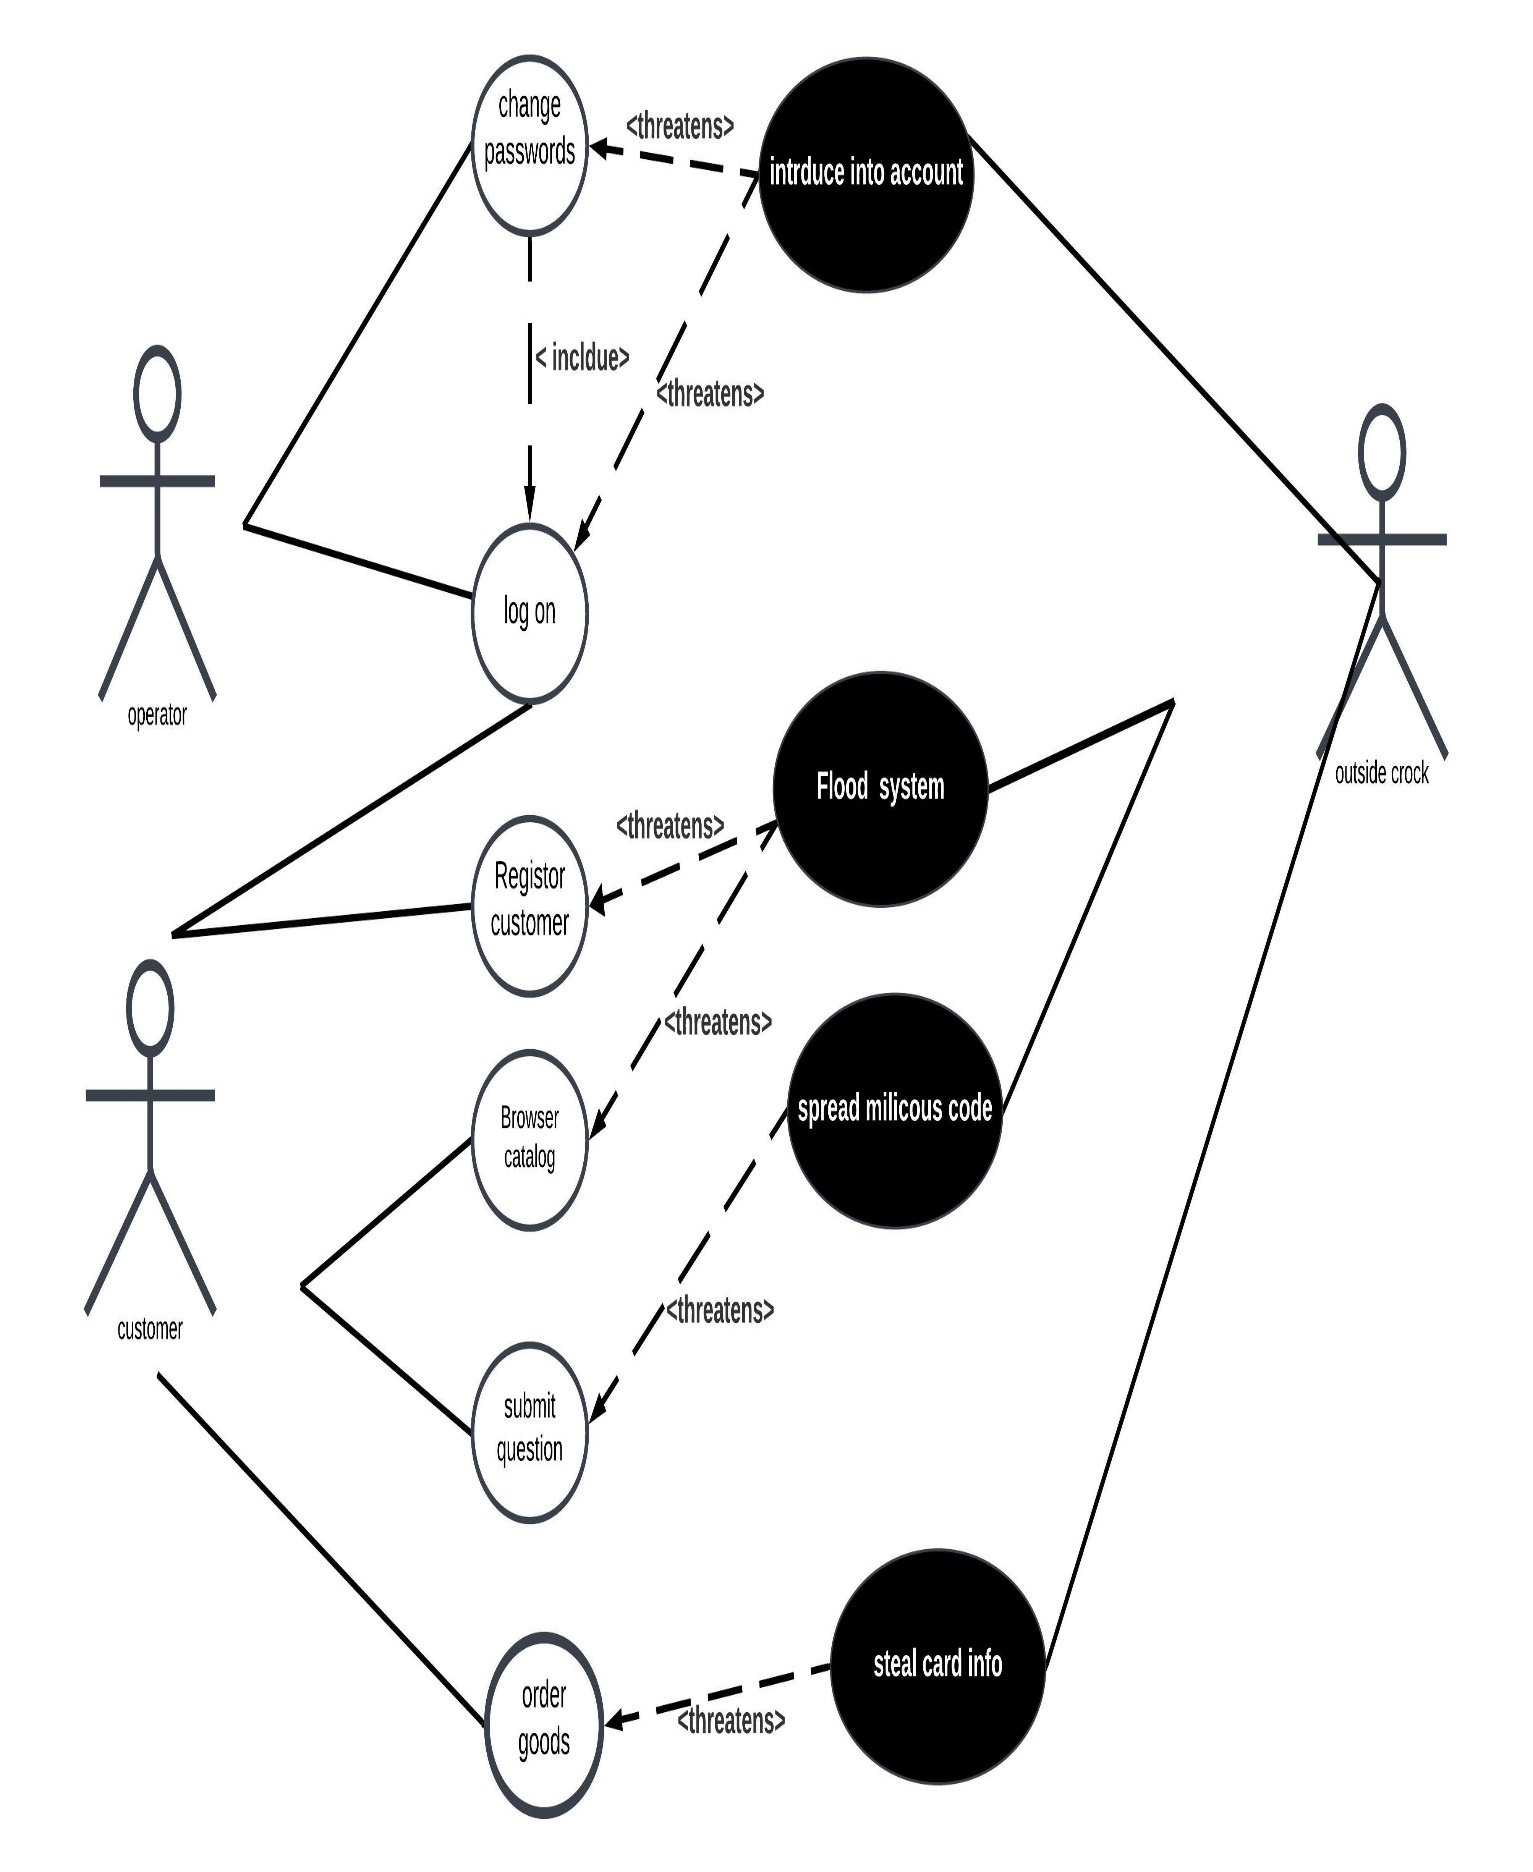 change
passwords
<threatens>
intrduce into account
< incldue>
<threatens>
log on
operator
outside crock
Flood  system
<threatens>
Registor
customer
<threatens>
spread milicous code
Browser
catalog
<threatens>
customer
submit
question
steal card info
order
goods
<threatens>